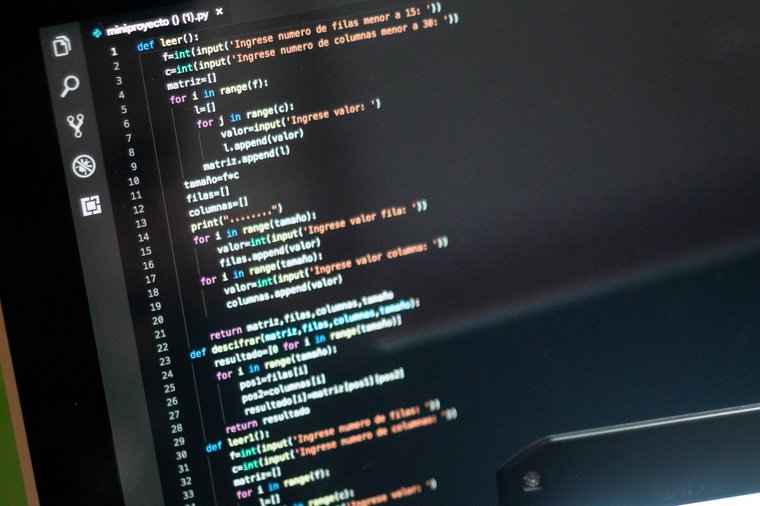 miniproyecto () (1).py ×
1 def leer():
2 f=int(input('Ingrese numero de filas menor a 15: '))
3 c=int(input('Ingrese numero de columnas menor a 30: '))
4 matriz=[]
5 for i in range(f):
6 l=[]
7 for j in range(c):
8 valor=input('Ingrese valor: ')
9 l.append(valor)
10 matriz.append(l)
11 tamaño=f*c
12 filas=[]
13 columnas=[]
14 print("........")
15 for i in range(tamaño):
16 valor=int(input('Ingrese valor fila: '))
17 filas.append(valor)
18 for i in range(tamaño):
19 valor=int(input('Ingrese valor columna: '))
20 columnas.append(valor)
21
22 return matriz,filas,columnas,tamaño
23 def descifrar(matriz,filas,columnas,tamaño):
24 resultado=[0 for i in range(tamaño)]
25 for i in range(tamaño):
26 pos1=filas[i]
27 pos2=columnas[i]
28 resultado[i]=matriz[pos1][pos2]
29 return resultado
30 def leer1():
31 f=int(input('Ingrese numero de filas: '))
32 c=int(input('Ingrese numero de columnas: '))
33 matriz=[]
for i in range(f):
l=[]
in range(c):
'Ingrese valor: ')